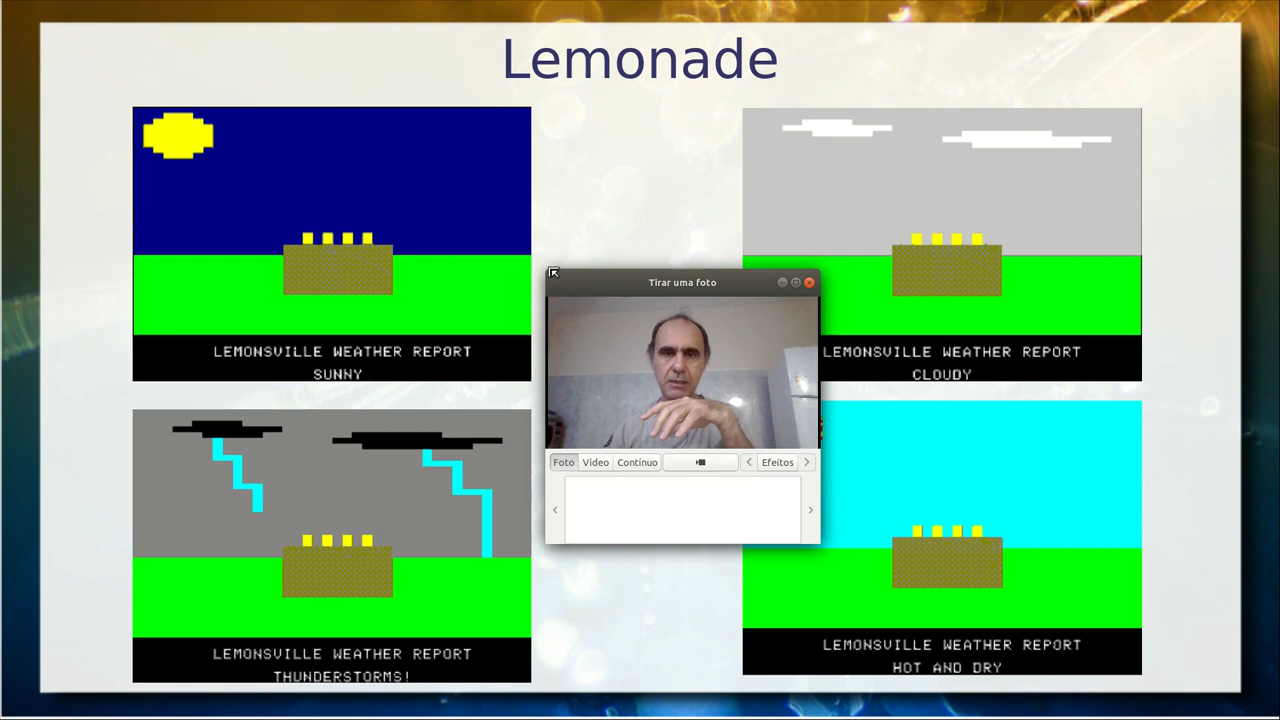 Lemonade
LEMONSVILLE WEATHER REPORT
SUNNY
LEMONSVILLE WEATHER REPORT
CLOUDY
Tirar uma foto
Foto
Vídeo
Contínuo
Efeitos
LEMONSVILLE WEATHER REPORT
THUNDERSTORMS!
LEMONSVILLE WEATHER REPORT
HOT AND DRY